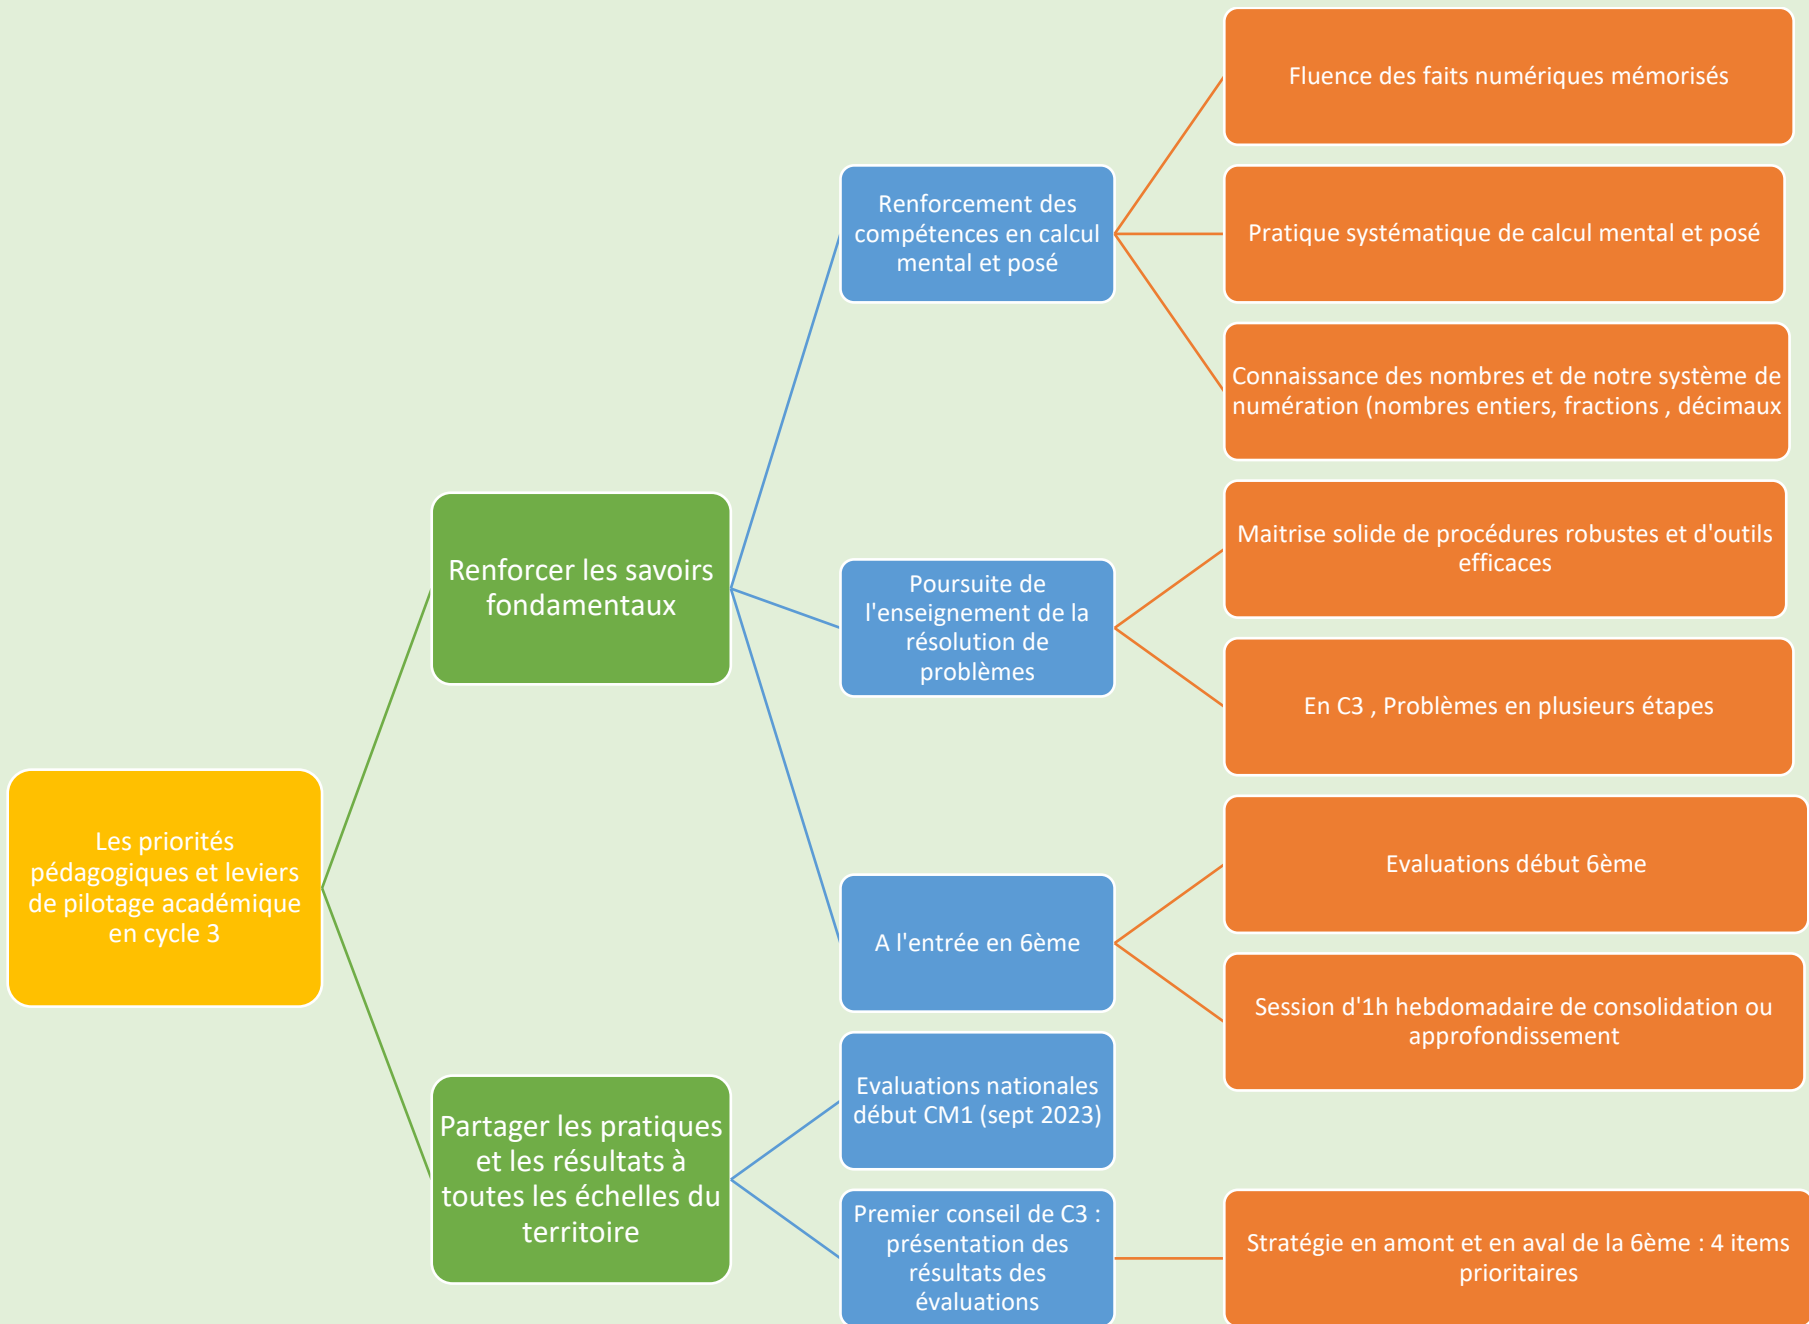 Les priorités
pédagogiques et leviers
de pilotage académique
en cycle 3
Renforcer les savoirs
fondamentaux
Renforcement des
compétences en calcul
mental et posé
Fluence des faits numériques mémorisés
Pratique systématique de calcul mental et posé
Connaissance des nombres et de notre système de
numération (nombres entiers, fractions , décimaux
Poursuite de
l'enseignement de la
résolution de
problèmes
Maitrise solide de procédures robustes et d'outils
efficaces
En C3 , Problèmes en plusieurs étapes
A l'entrée en 6ème
Evaluations début 6ème
Session d'1h hebdomadaire de consolidation ou
approfondissement
Partager les pratiques
et les résultats à
toutes les échelles du
territoire
Evaluations nationales
début CM1 (sept 2023)
Premier conseil de C3 :
présentation des
résultats des
évaluations
Stratégie en amont et en aval de la 6ème : 4 items
prioritaires